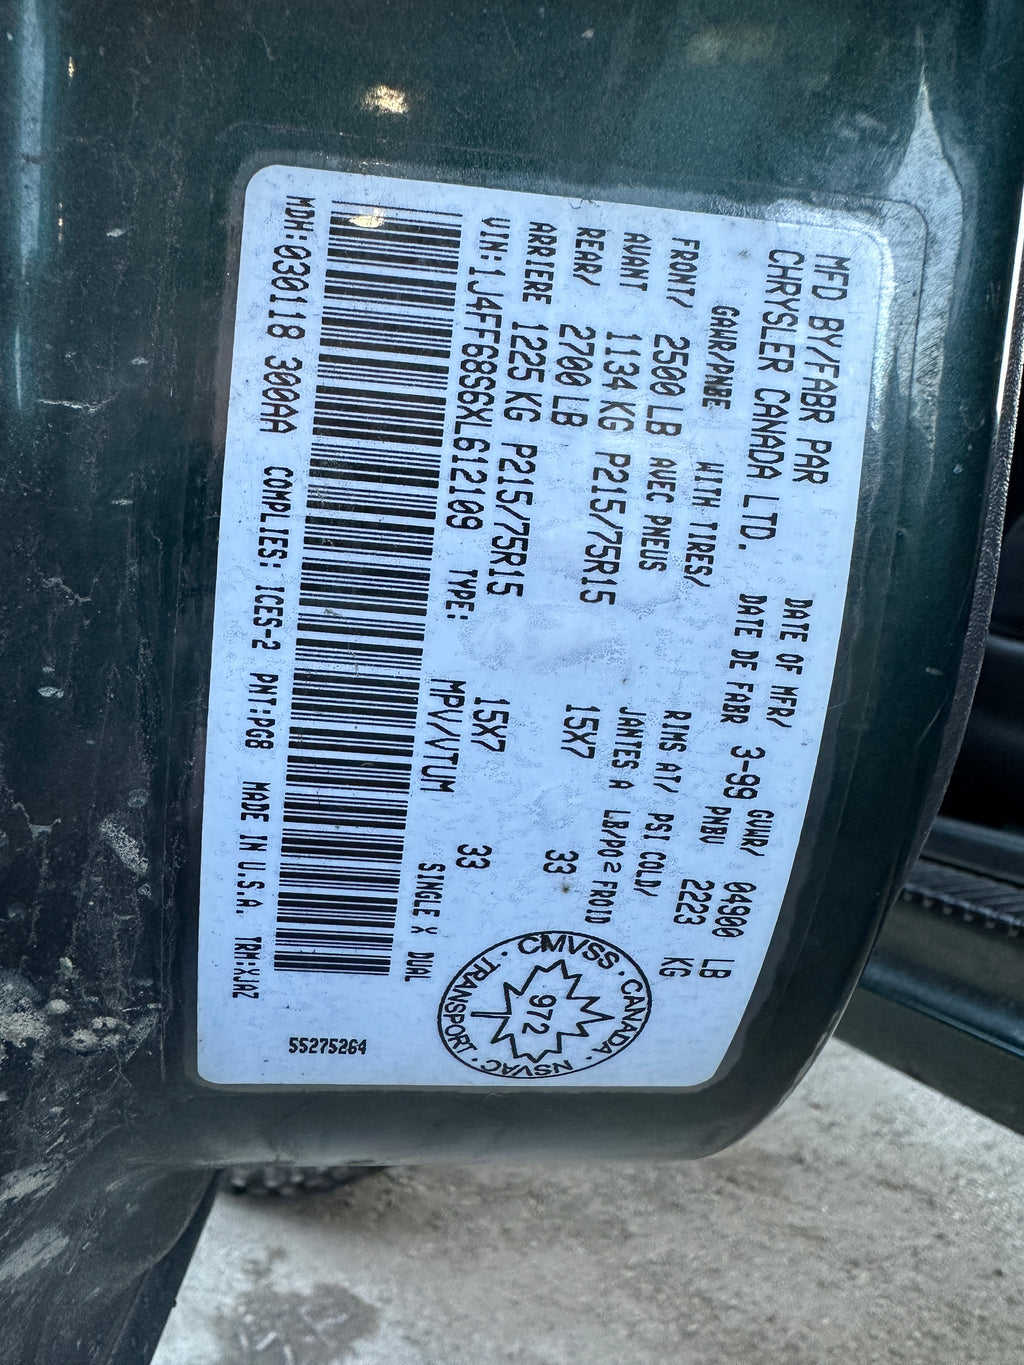 MFD BY/FABR PAR
CHRYSLER CANADA LTD.
DATE OF MFR/
DATE DE FABR 3-99
GVWR/
PNBV
04900 LB
2223 KG
GAWR/PNBE
WITH TIRES/
AVEC PNEUS
RIMS AT/
JANTES A
PSI COLD/
LB/PO2 FROID
FRONT/ 2500 LB
AVANT 1134 KG P215/75R15 15X7 33
REAR/ 2700 LB
ARRIERE 1225 KG P215/75R15 15X7 33
VIN:1J4FF68S6XL612109 TYPE: MPV/VTUM SINGLE X DUAL
MDH:030118 300AA COMPLIES: ICES-2 PNT:PG8 MADE IN U.S.A. TRM:X1AZ
55275264
CMVSS · CANADA · NSVAC · TRANSPORT ·
972